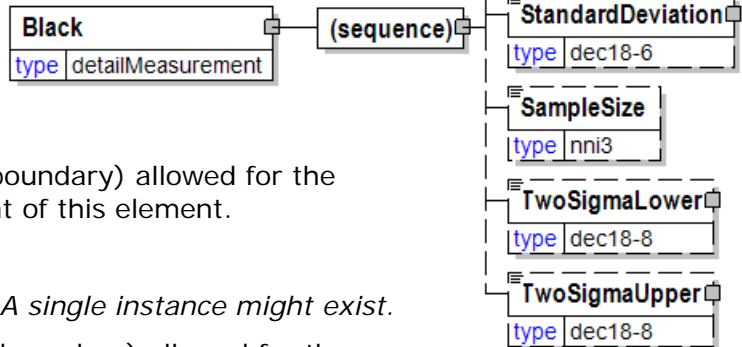 StandardDeviation
type dec18-6
Black
type detailMeasurement
(sequence)
SampleSize
type nni3
TwoSigmaLower
type dec18-8
TwoSigmaUpper
type dec18-8
boundary) allowed for the
t of this element.
A single instance might exist.